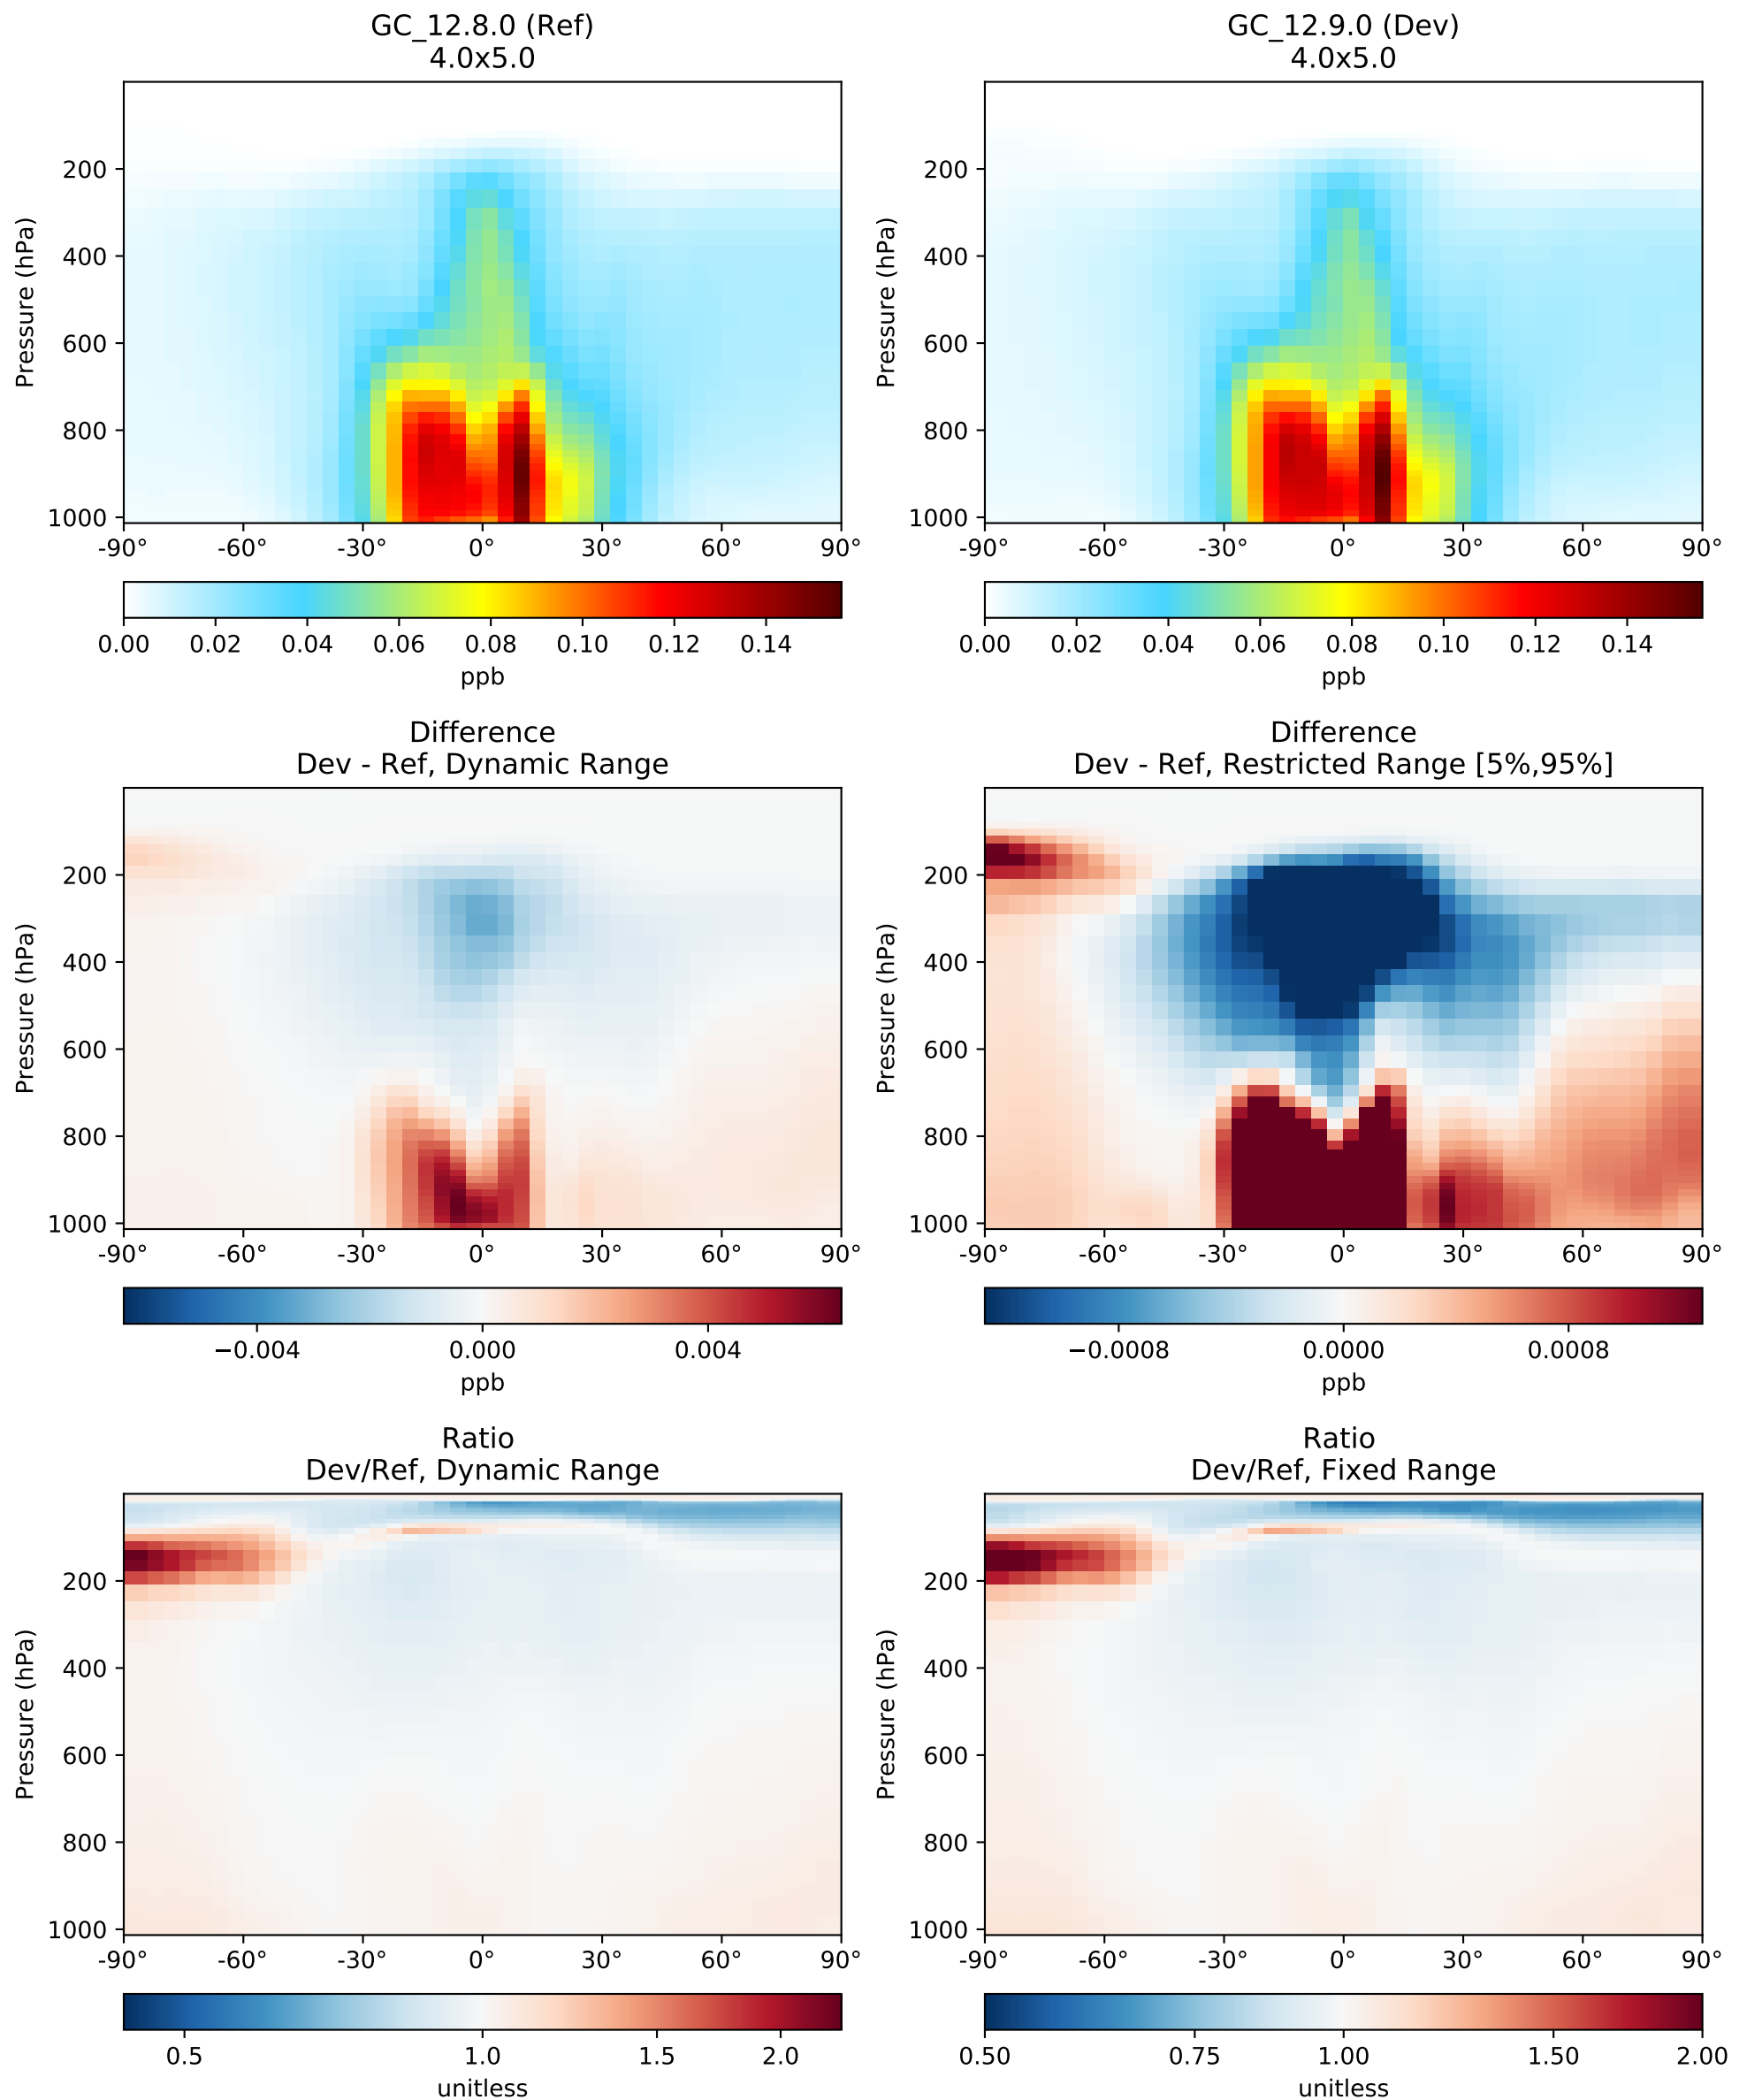 GC_12.8.0 (Ref)
4.0x5.0
Pressure (hPa)
200
400
600
800
1000
-90° -60° -30° 0° 30° 60° 90°
0.00 0.02 0.04 0.06 0.08 0.10 0.12 0.14
ppb
GC_12.9.0 (Dev)
4.0x5.0
Pressure (hPa)
200
400
600
800
1000
-90° -60° -30° 0° 30° 60° 90°
0.00 0.02 0.04 0.06 0.08 0.10 0.12 0.14
ppb
Difference
Dev - Ref, Dynamic Range
Pressure (hPa)
200
400
600
800
1000
-90° -60° -30° 0° 30° 60° 90°
−0.004 0.000 0.004
ppb
Difference
Dev - Ref, Restricted Range [5%,95%]
Pressure (hPa)
200
400
600
800
1000
-90° -60° -30° 0° 30° 60° 90°
−0.0008 0.0000 0.0008
ppb
Ratio
Dev/Ref, Dynamic Range
Pressure (hPa)
200
400
600
800
1000
-90° -60° -30° 0° 30° 60° 90°
0.5 1.0 1.5 2.0
unitless
Ratio
Dev/Ref, Fixed Range
Pressure (hPa)
200
400
600
800
1000
-90° -60° -30° 0° 30° 60° 90°
0.50 0.75 1.00 1.50 2.00
unitless